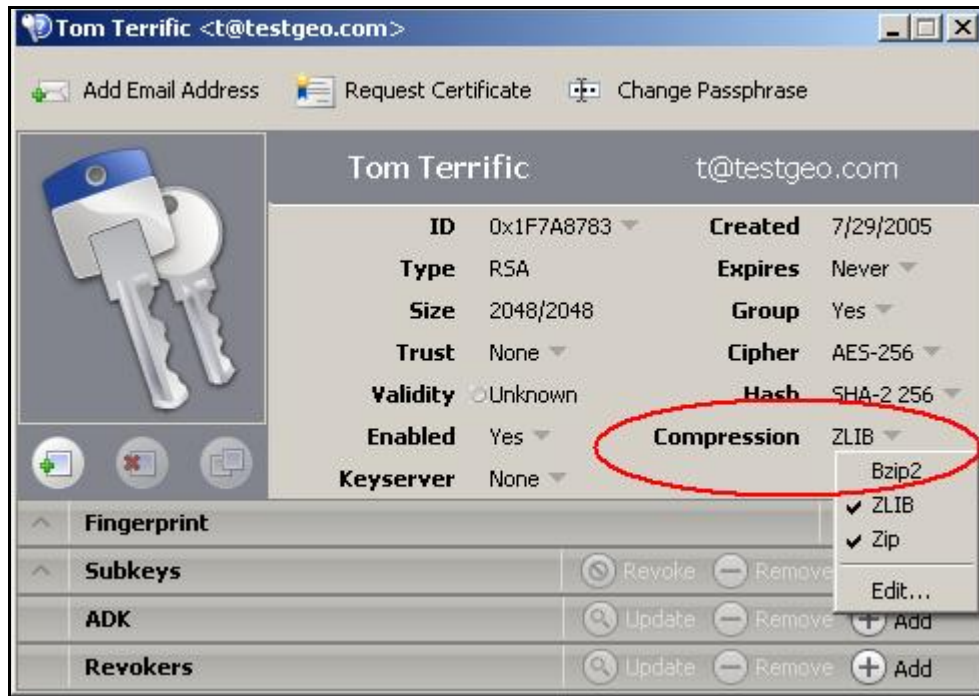 Tom Terrific <t@testgeo.com>
Add Email Address Request Certificate Change Passphrase
Tom Terrific t@testgeo.com
ID 0x1F7A8783 Created 7/29/2005
Type RSA Expires Never
Size 2048/2048 Group Yes
Trust None Cipher AES-256
Validity Unknown Hash SHA-2 256
Enabled Yes Compression ZLIB
Keyserver None
Bzip2
ZLIB
Zip
Edit...
Fingerprint
Subkeys Revoke Remove
ADK Update Remove Add
Revokers Update Remove Add